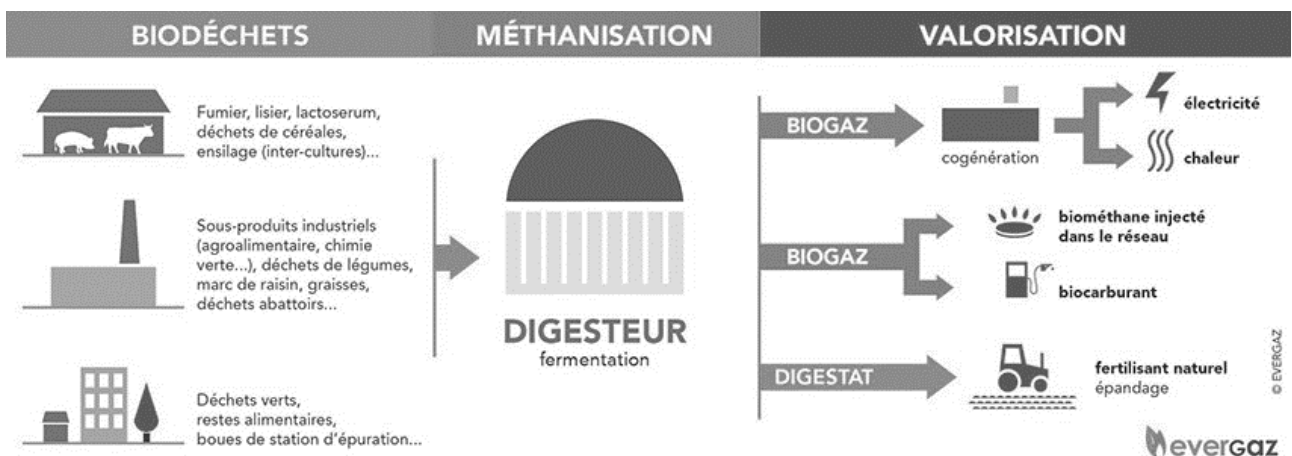 BIODÉCHETS
MÉTHANISATION
VALORISATION
Fumier, lisier, lactoserum,
déchets de céréales,
ensilage (inter-cultures)...
Sous-produits industriels
(agroalimentaire, chimie
verte...), déchets de légumes,
marc de raisin, graisses,
déchets abattoirs...
Déchets verts,
restes alimentaires,
boues de station d'épuration...
DIGESTEUR
fermentation
BIOGAZ
cogénération
électricité
chaleur
BIOGAZ
biométhane injecté
dans le réseau
biocarburant
DIGESTAT
fertilisant naturel
épandage
© EVERGAZ
evergaz